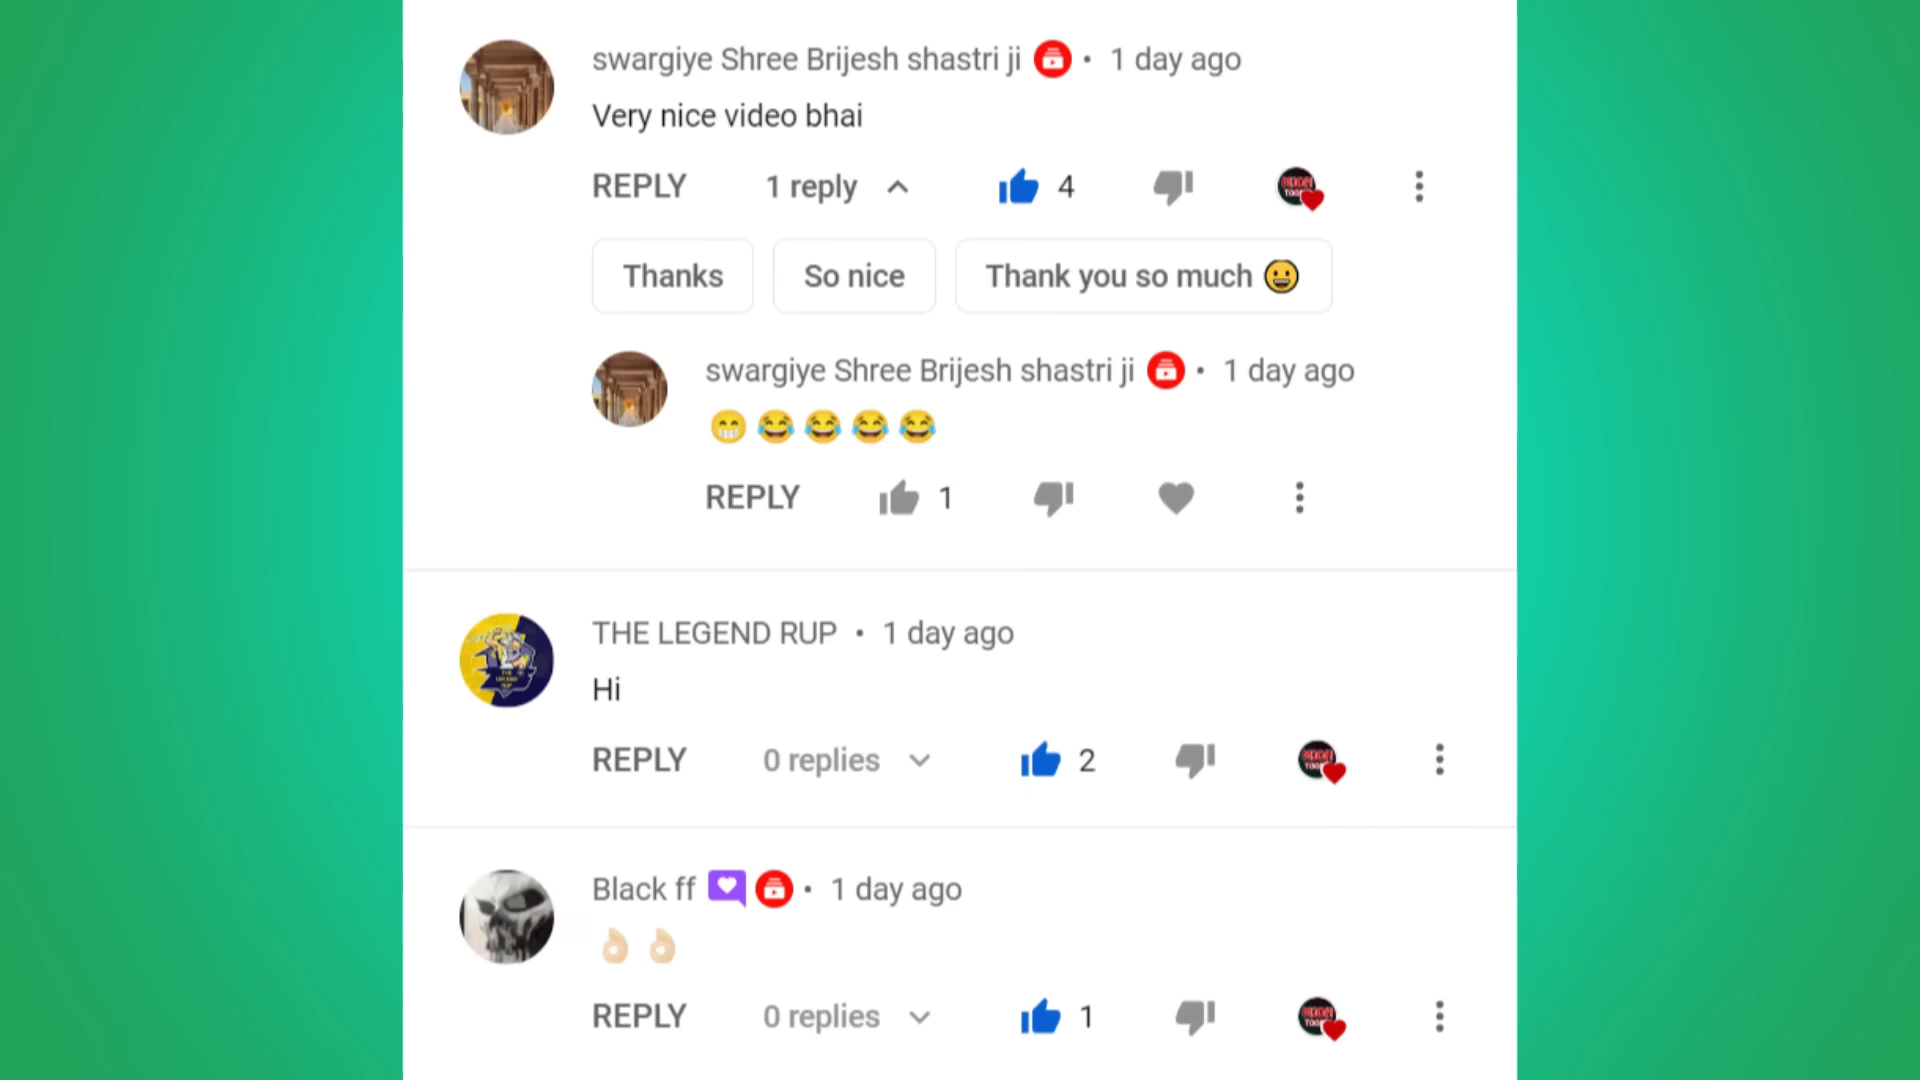 swargiye Shree Brijesh shastri ji • 1 day ago
Very nice video bhai
REPLY 1 reply 4
Thanks So nice Thank you so much 😀
swargiye Shree Brijesh shastri ji • 1 day ago
😁😂😂😂😂
REPLY 1
THE LEGEND RUP • 1 day ago
Hi
REPLY 0 replies 2
Black ff • 1 day ago
👌🏻👌🏻
REPLY 0 replies 1